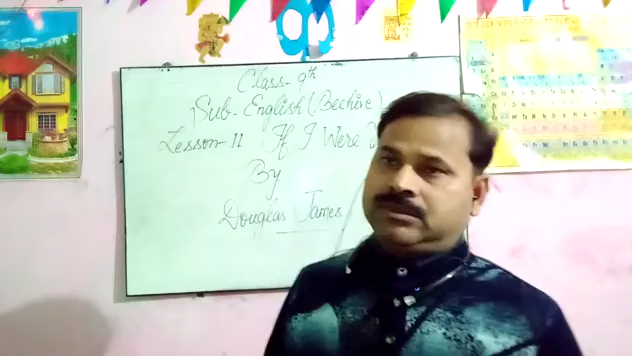 Class- 9th
Sub- English (Beehive)
Lesson-11 If I Were
By
Douglas James